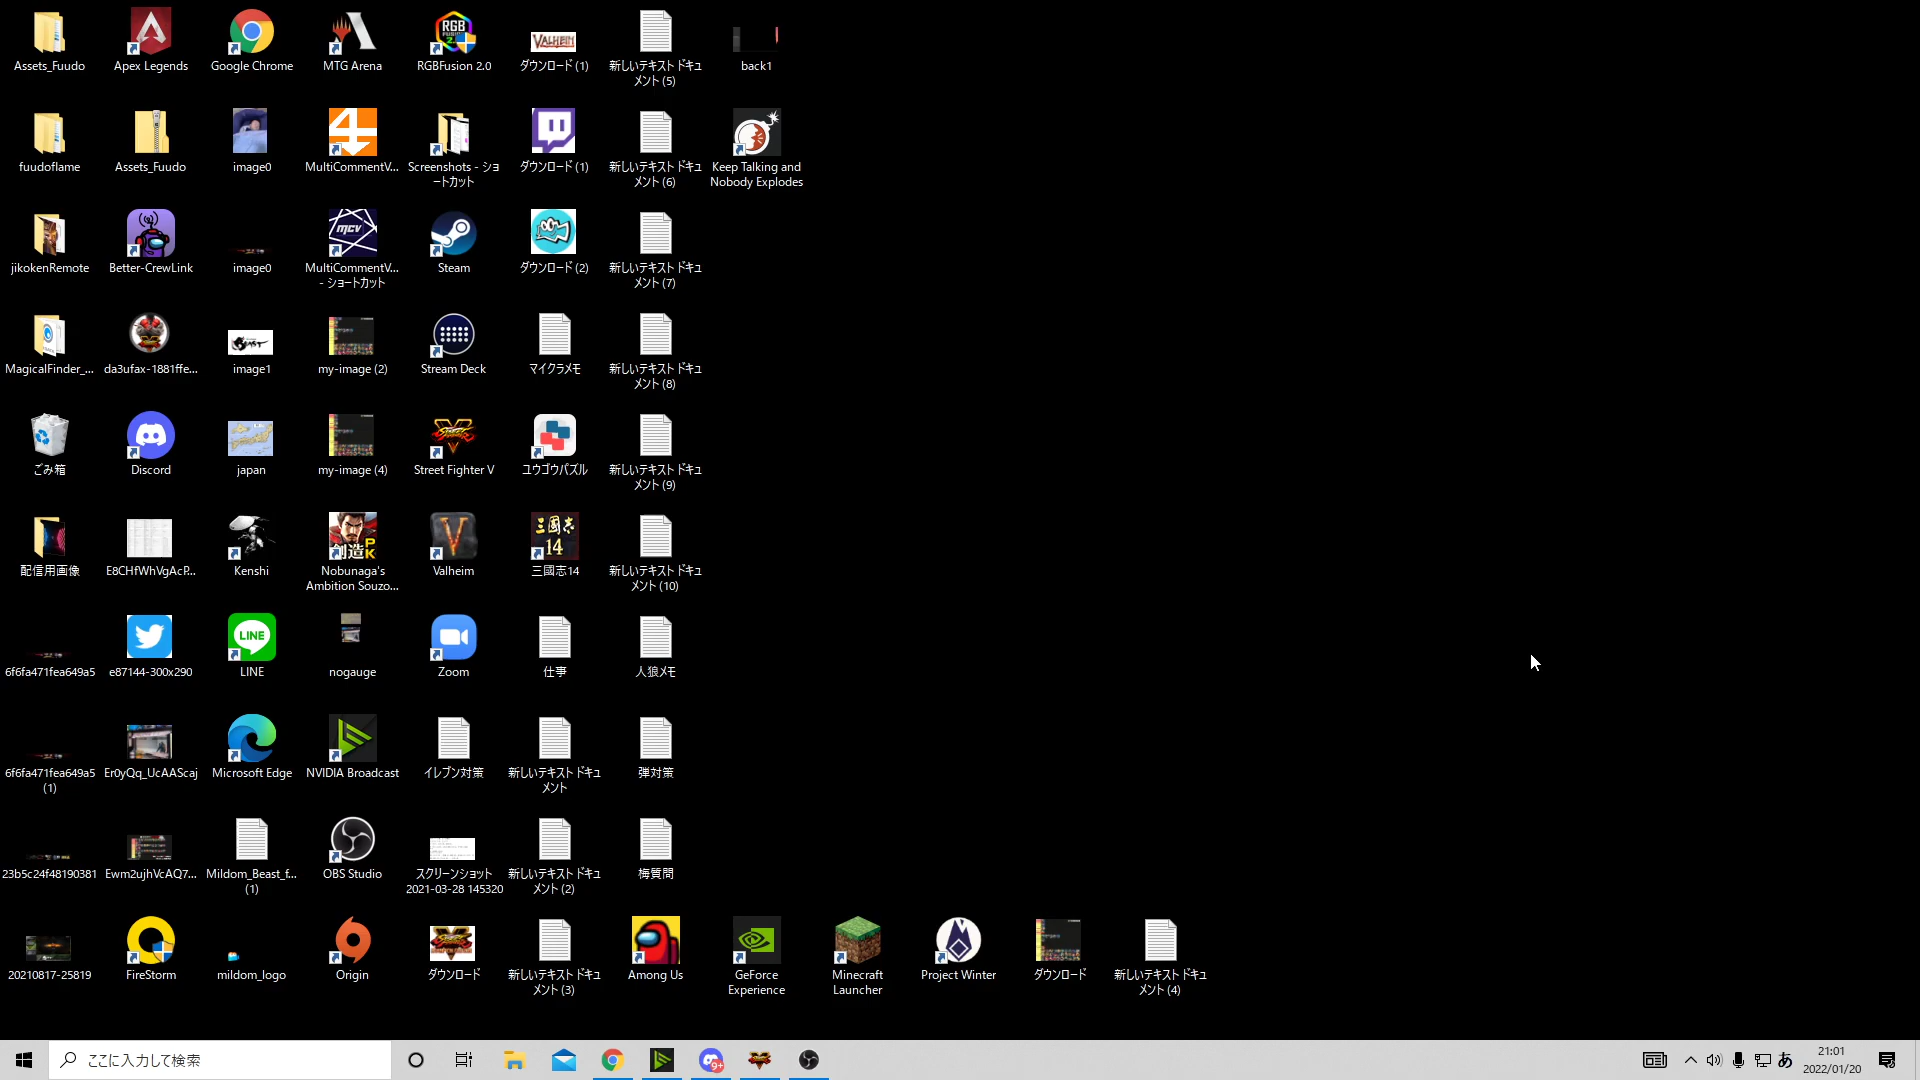 Assets_Fuudo
Apex Legends
Google Chrome
MTG Arena
RGBFusion 2.0
VALHEIM
ダウンロード (1)
新しいテキスト ドキュ
メント (5)
back1
fuudoflame
Assets_Fuudo
image0
MultiCommentV...
Screenshots - ショ
ートカット
ダウンロード (1)
新しいテキスト ドキュ
メント (6)
Keep Talking and
Nobody Explodes
jikokenRemote
Better-CrewLink
image0
MCV
MultiCommentV...
- ショートカット
Steam
ダウンロード (2)
新しいテキスト ドキュ
メント (7)
MagicalFinder_...
da3ufax-1881ffe...
image1
my-image (2)
Stream Deck
マイクラメモ
新しいテキスト ドキュ
メント (8)
ごみ箱
Discord
japan
my-image (4)
Street Fighter V
ユウゴウパズル
新しいテキスト ドキュ
メント (9)
配信用画像
E8CHfWhVgAcP...
Kenshi
創造PK
Nobunaga's
Ambition Souzo...
Valheim
三國志
14
三國志14
新しいテキスト ドキュ
メント (10)
6f6fa471fea649a5
e87144-300x290
LINE
LINE
nogauge
Zoom
仕事
人狼メモ
6f6fa471fea649a5
(1)
Er0yQq_UcAAScaj
Microsoft Edge
NVIDIA Broadcast
イレブン対策
新しいテキスト ドキュ
メント
弾対策
23b5c24f48190381
Ewm2ujhVcAQ7...
Mildom_Beast_f...
(1)
OBS Studio
スクリーンショット
2021-03-28 145320
新しいテキスト ドキュ
メント (2)
梅質問
20210817-25819
FireStorm
mildom_logo
Origin
ダウンロード
新しいテキスト ドキュ
メント (3)
Among Us
GeForce
Experience
Minecraft
Launcher
Project Winter
ダウンロード
新しいテキスト ドキュ
メント (4)
ここに入力して検索
9+
あ
21:01
2022/01/20